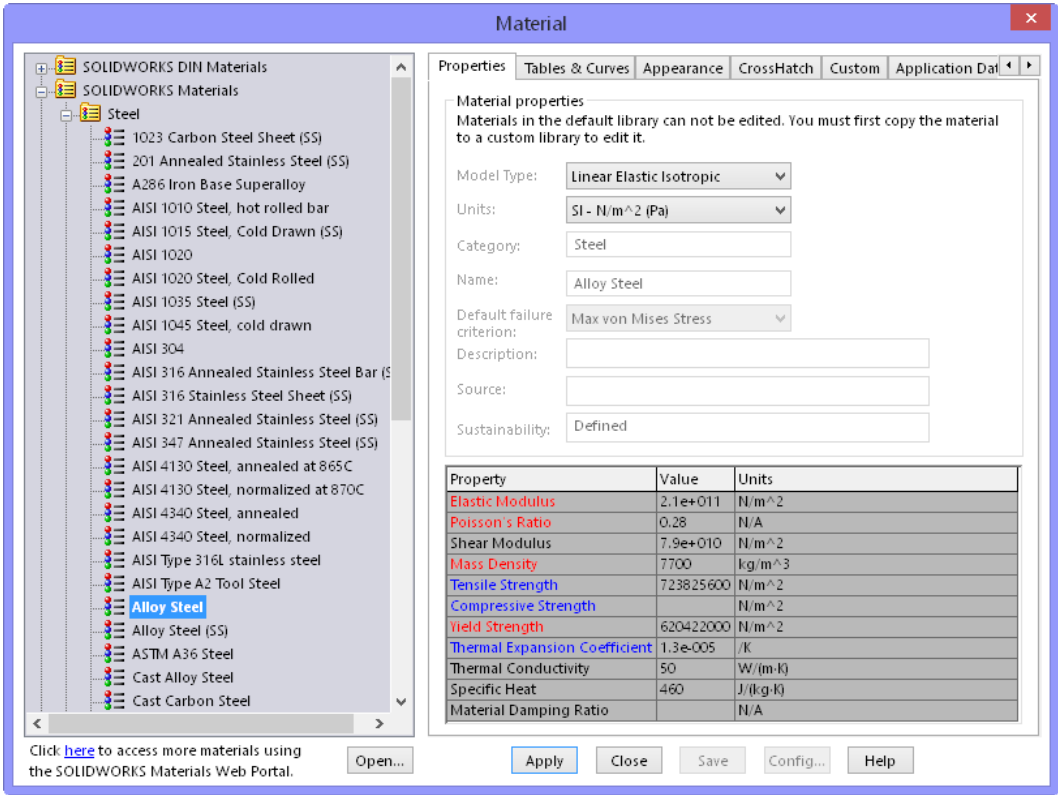 Material
SOLIDWORKS DIN Materials
SOLIDWORKS Materials
Steel
1023 Carbon Steel Sheet (SS)
201 Annealed Stainless Steel (SS)
A286 Iron Base Superalloy
AISI 1010 Steel, hot rolled bar
AISI 1015 Steel, Cold Drawn (SS)
AISI 1020
AISI 1020 Steel, Cold Rolled
AISI 1035 Steel (SS)
AISI 1045 Steel, cold drawn
AISI 304
AISI 316 Annealed Stainless Steel Bar (S
AISI 316 Stainless Steel Sheet (SS)
AISI 321 Annealed Stainless Steel (SS)
AISI 347 Annealed Stainless Steel (SS)
AISI 4130 Steel, annealed at 865C
AISI 4130 Steel, normalized at 870C
AISI 4340 Steel, annealed
AISI 4340 Steel, normalized
AISI Type 316L stainless steel
AISI Type A2 Tool Steel
Alloy Steel
Alloy Steel (SS)
ASTM A36 Steel
Cast Alloy Steel
Cast Carbon Steel
Click here to access more materials using
the SOLIDWORKS Materials Web Portal.
Open...
Properties Tables & Curves Appearance CrossHatch Custom Application Dat
Material properties
Materials in the default library can not be edited. You must first copy the material
to a custom library to edit it.
Model Type: Linear Elastic Isotropic
Units: SI - N/m^2 (Pa)
Category: Steel
Name: Alloy Steel
Default failure
criterion: Max von Mises Stress
Description:
Source:
Sustainability: Defined
Property Value Units
Elastic Modulus 2.1e+011 N/m^2
Poisson's Ratio 0.28 N/A
Shear Modulus 7.9e+010 N/m^2
Mass Density 7700 kg/m^3
Tensile Strength 723825600 N/m^2
Compressive Strength N/m^2
Yield Strength 620422000 N/m^2
Thermal Expansion Coefficient 1.3e-005 /K
Thermal Conductivity 50 W/(m·K)
Specific Heat 460 J/(kg·K)
Material Damping Ratio N/A
Apply Close Save Config... Help